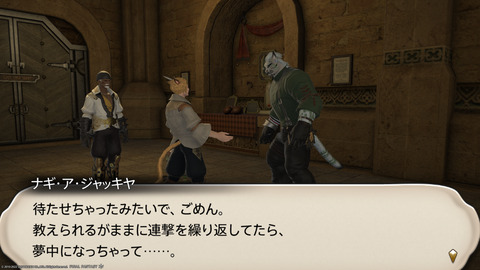 ナギ・ア・ジャッキヤ
待たせちゃったみたいで、ごめん。
教えられるがままに連撃を繰り返してたら、
夢中になっちゃって……。